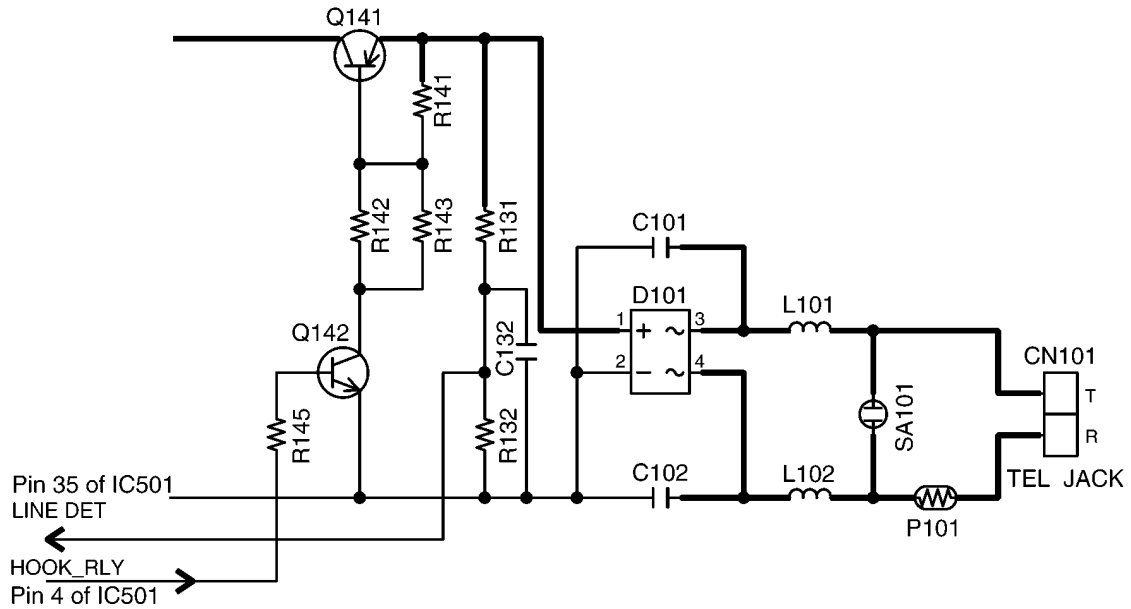 Q141
R141
R142
R143
R131
C101
D101
1
+
~
3
2
−
~
4
L101
CN101
T
R
TEL JACK
SA101
Q142
C132
R145
R132
C102
L102
P101
Pin 35 of IC501
LINE DET
HOOK_RLY
Pin 4 of IC501